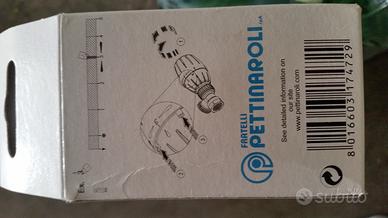 FRATELLI
PETTINAROLI
SpA
See detailed information on
our site
www.pettinaroli.com
8 016603 174729
subito